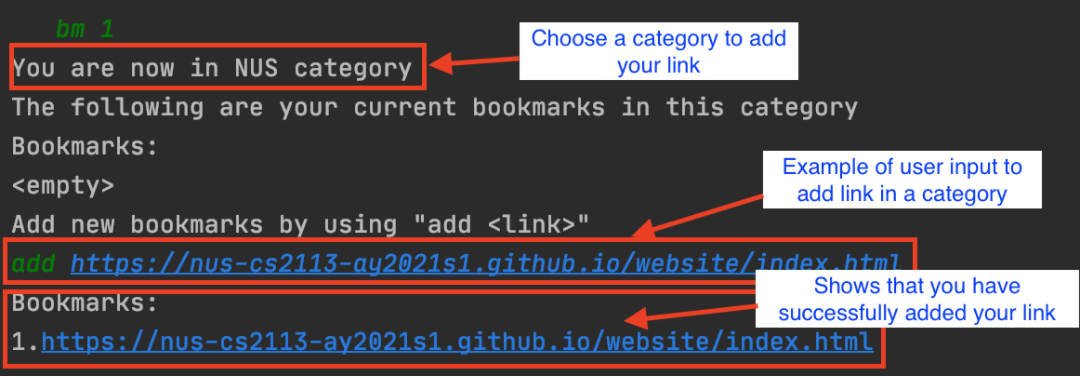 bm 1
Choose a category to add
your link
You are now in NUS category
The following are your current bookmarks in this category
Bookmarks:
<empty>
Example of user input to
add link in a category
Add new bookmarks by using "add <link>"
add https://nus-cs2113-ay2021s1.github.io/website/index.html
Bookmarks:
Shows that you have
successfully added your link
1.https://nus-cs2113-ay2021s1.github.io/website/index.html